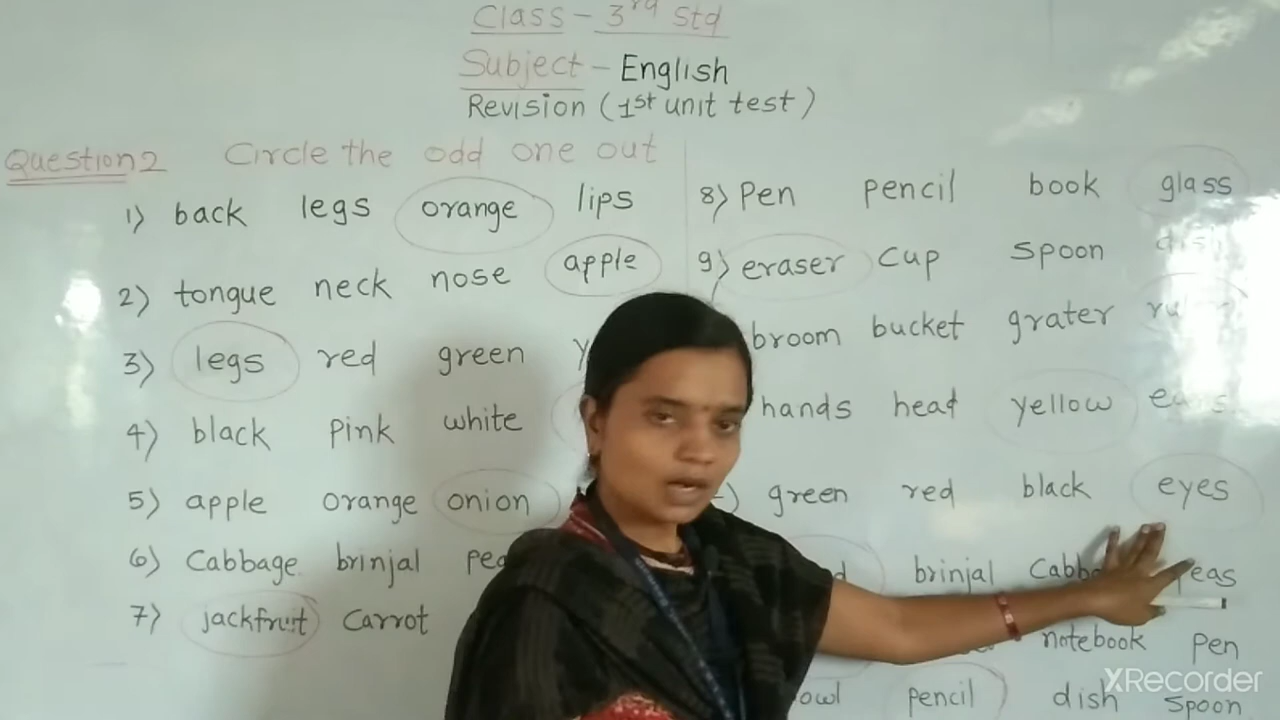 Class - 3rd Std
Subject - English
Revision (1st unit test)
Question 2 Circle the odd one out
1) back legs orange lips
2) tongue neck nose apple
3) legs red green
4) black pink white
5) apple orange onion
6) Cabbage brinjal
7) jackfruit Carrot
8) Pen pencil book glass
9) eraser cup spoon dish
broom bucket grater
hands head yellow ears
green red black eyes
brinjal peas
notebook pen
pencil dish spoon
XRecorder